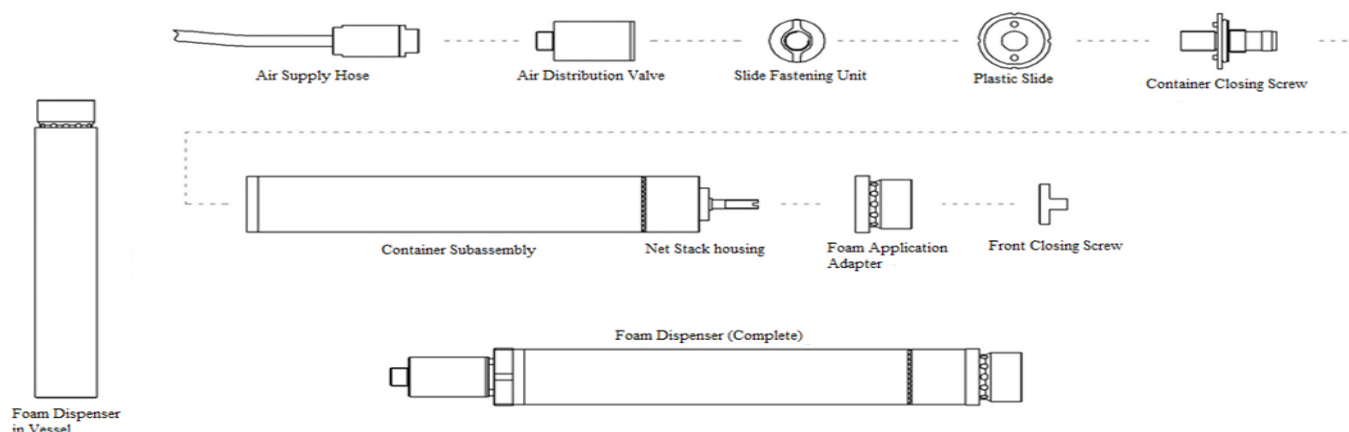 Air Supply Hose
Air Distribution Valve
Slide Fastening Unit
Plastic Slide
Container Closing Screw
Container Subassembly
Net Stack housing
Foam Application
Adapter
Front Closing Screw
Foam Dispenser (Complete)
Foam Dispenser
in Vessel